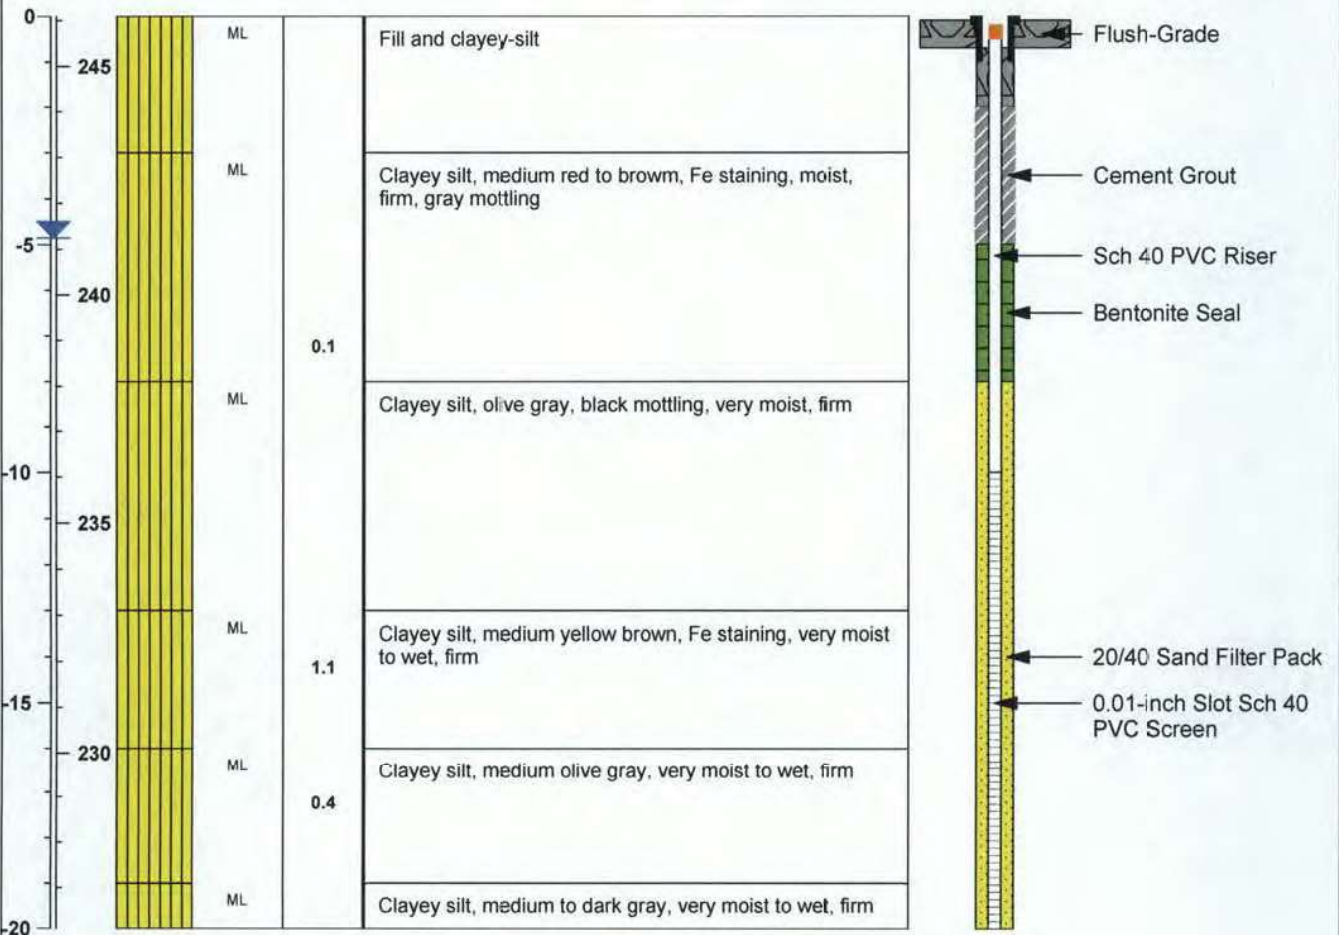 0
245
ML
Fill and clayey-silt
Flush-Grade
ML
Clayey silt, medium red to browm, Fe staining, moist,
firm, gray mottling
Cement Grout
-5
Sch 40 PVC Riser
240
Bentonite Seal
0.1
ML
Clayey silt, olive gray, black mottling, very moist, firm
-10
235
ML
Clayey silt, medium yellow brown, Fe staining, very moist
to wet, firm
1.1
20/40 Sand Filter Pack
-15
0.01-inch Slot Sch 40
PVC Screen
230
ML
Clayey silt, medium olive gray, very moist to wet, firm
0.4
ML
Clayey silt, medium to dark gray, very moist to wet, firm
-20